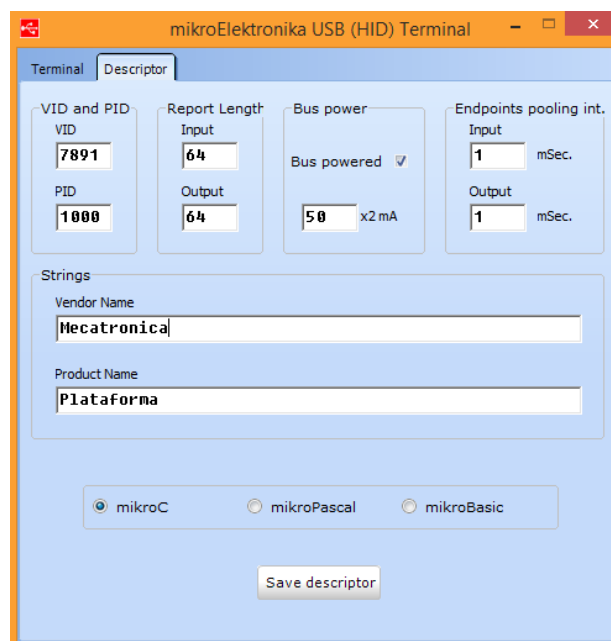 mikroElektronika USB (HID) Terminal
Terminal Descriptor
VID and PID Report Length Bus power Endpoints pooling int.
VID Input Input
7891 64 Bus powered 1 mSec.
PID Output Output
1000 64 50 x2 mA 1 mSec.
Strings
Vendor Name
Mecatronica
Product Name
Plataforma
mikroC mikroPascal mikroBasic
Save descriptor